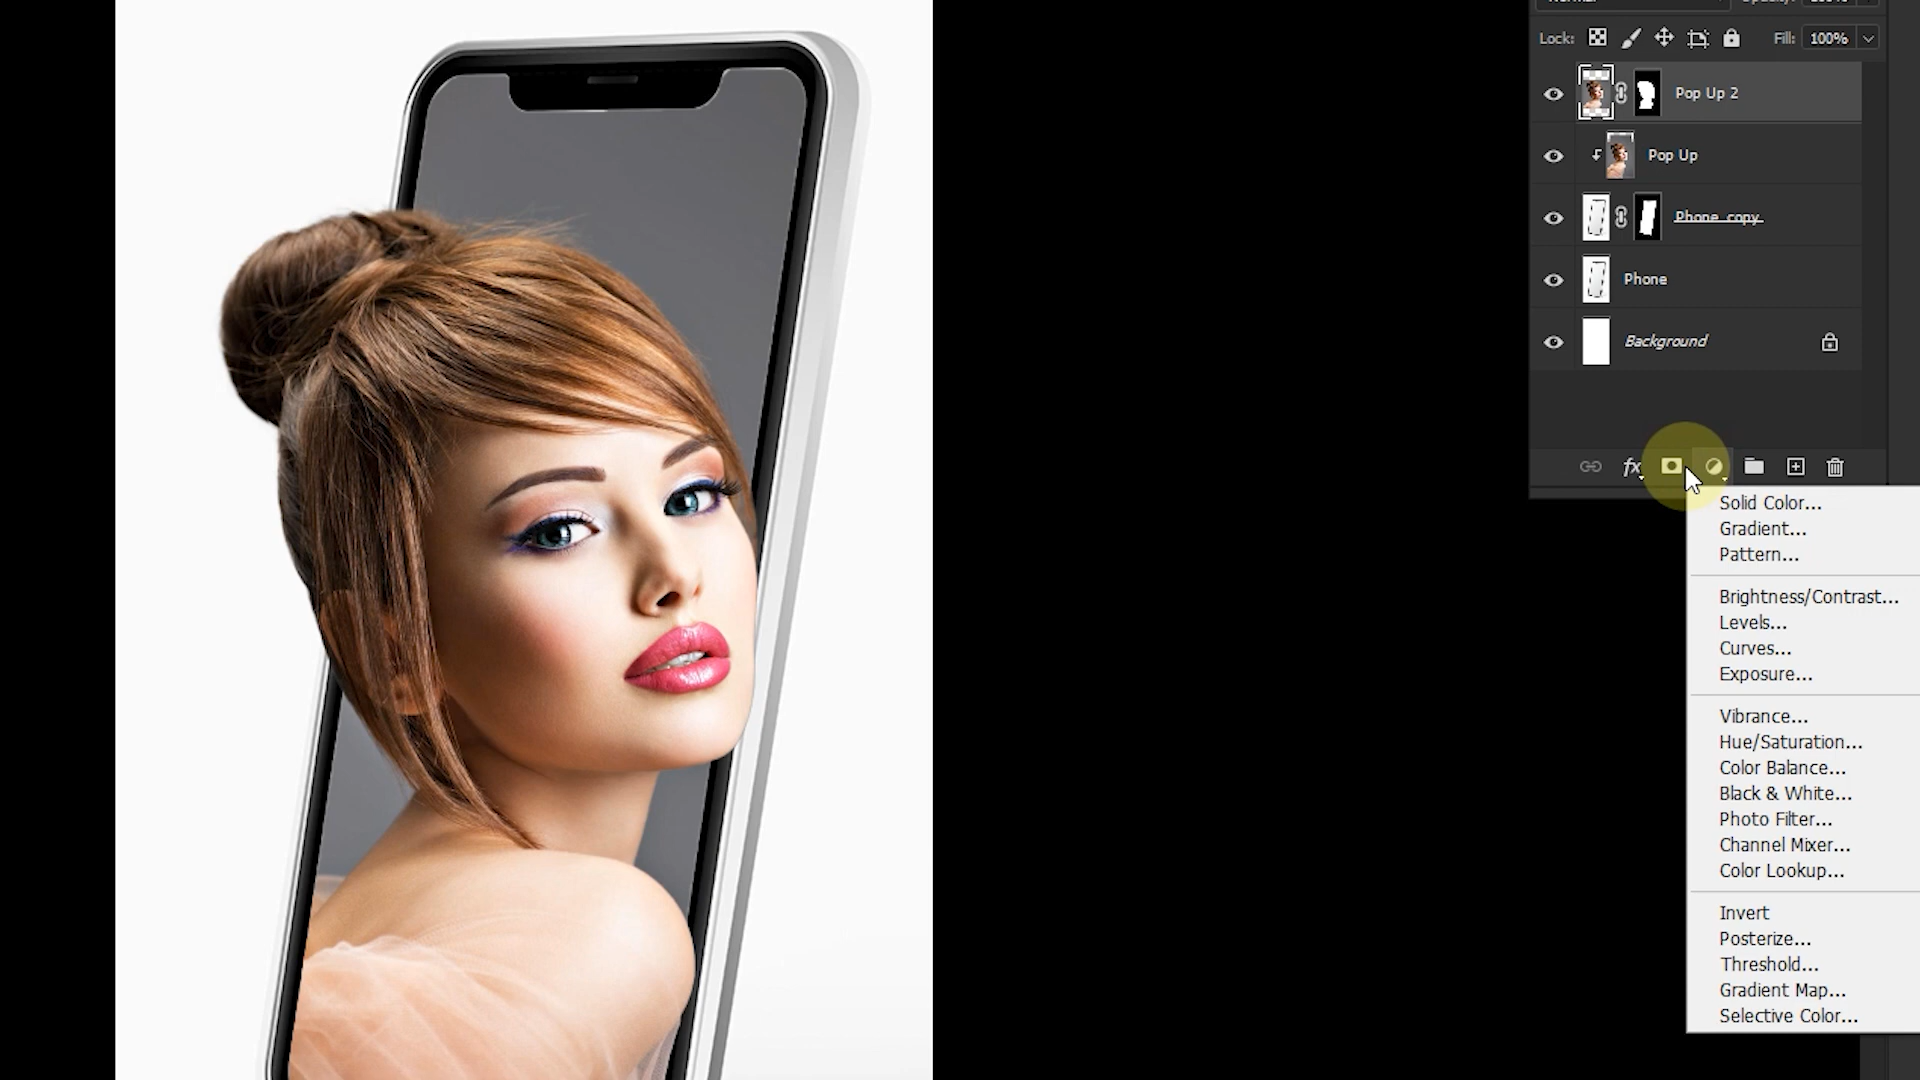 Lock:
Fill: 100%
Pop Up 2
Pop Up
Phone copy
Phone
Background
fx
Solid Color...
Gradient...
Pattern...
Brightness/Contrast...
Levels...
Curves...
Exposure...
Vibrance...
Hue/Saturation...
Color Balance...
Black & White...
Photo Filter...
Channel Mixer...
Color Lookup...
Invert
Posterize...
Threshold...
Gradient Map...
Selective Color...